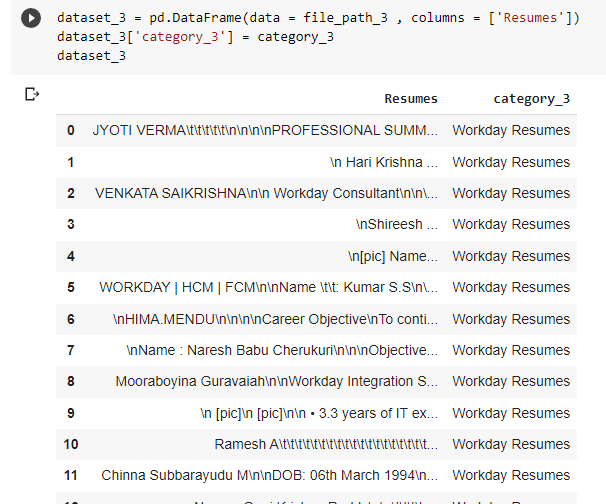 dataset_3 = pd.DataFrame(data = file_path_3 , columns = ['Resumes'])
dataset_3['category_3'] = category_3
dataset_3
Resumes category_3
0 JYOTI VERMA\t\t\t\t\t\n\n\n\nPROFESSIONAL SUMM... Workday Resumes
1 \n Hari Krishna ... Workday Resumes
2 VENKATA SAIKRISHNA\n\n Workday Consultant\n\n\... Workday Resumes
3 \nShireesh ... Workday Resumes
4 \n[pic] Name... Workday Resumes
5 WORKDAY | HCM | FCM\n\nName \t\t: Kumar S.S\n\... Workday Resumes
6 \nHIMA.MENDU\n\n\n\nCareer Objective\nTo conti... Workday Resumes
7 \nName : Naresh Babu Cherukuri\n\n\nObjective... Workday Resumes
8 Mooraboyina Guravaiah\n\nWorkday Integration S... Workday Resumes
9 \n [pic]\n [pic]\n\n • 3.3 years of IT ex... Workday Resumes
10 Ramesh A\t\t\t\t\t\t\t\t\t\t\t\t\t\t\t\t\t... Workday Resumes
11 Chinna Subbarayudu M\n\nDOB: 06th March 1994\n... Workday Resumes